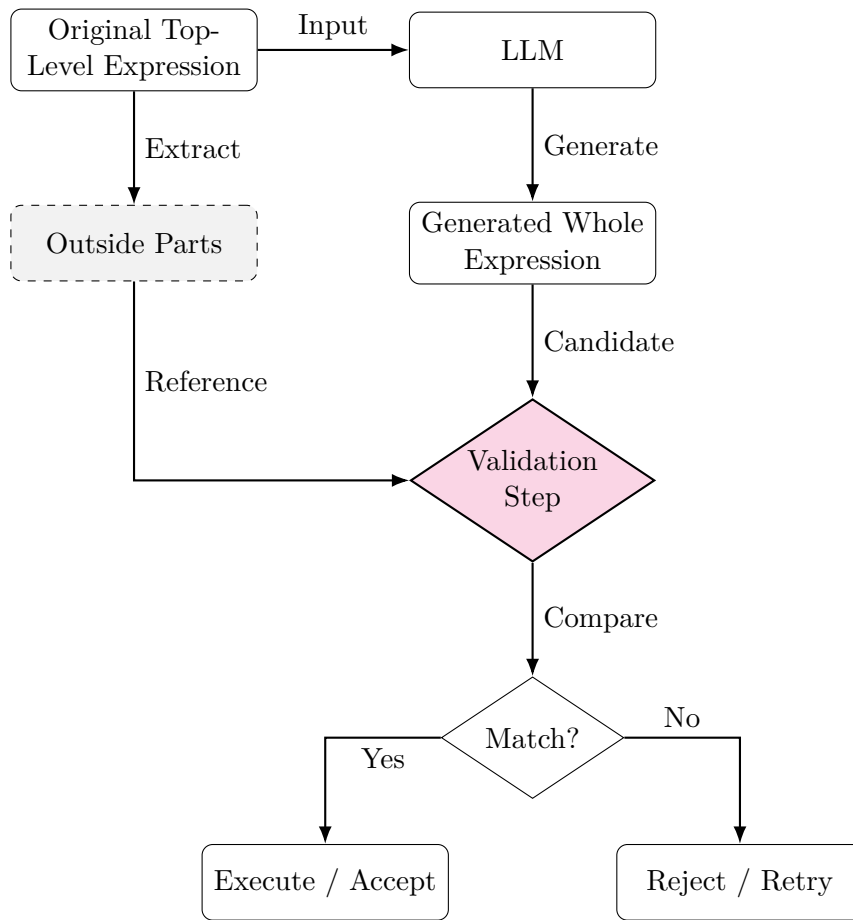 Original Top-
Level Expression
Input
LLM
Extract
Generate
Outside Parts
Generated Whole
Expression
Candidate
Reference
Validation
Step
Compare
Match?
Yes
No
Execute / Accept
Reject / Retry